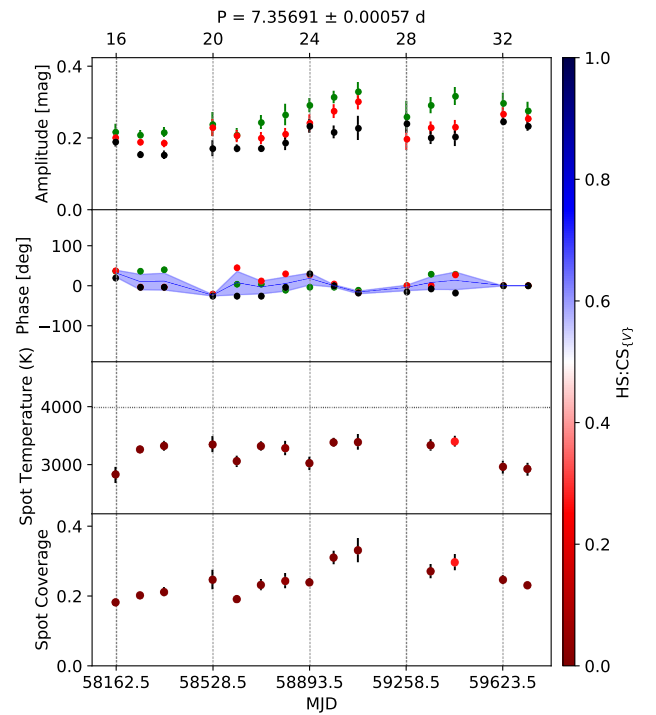 P = 7.35691 ± 0.00057 d
16 20 24 28 32
0.4
0.2
0.0
Amplitude [mag]
100
0
−100
Phase [deg]
4000
3000
Spot Temperature (K)
0.4
0.2
0.0
Spot Coverage
58162.5 58528.5 58893.5 59258.5 59623.5
MJD
1.0
0.8
0.6
0.4
0.2
0.0
HS:CS{V}